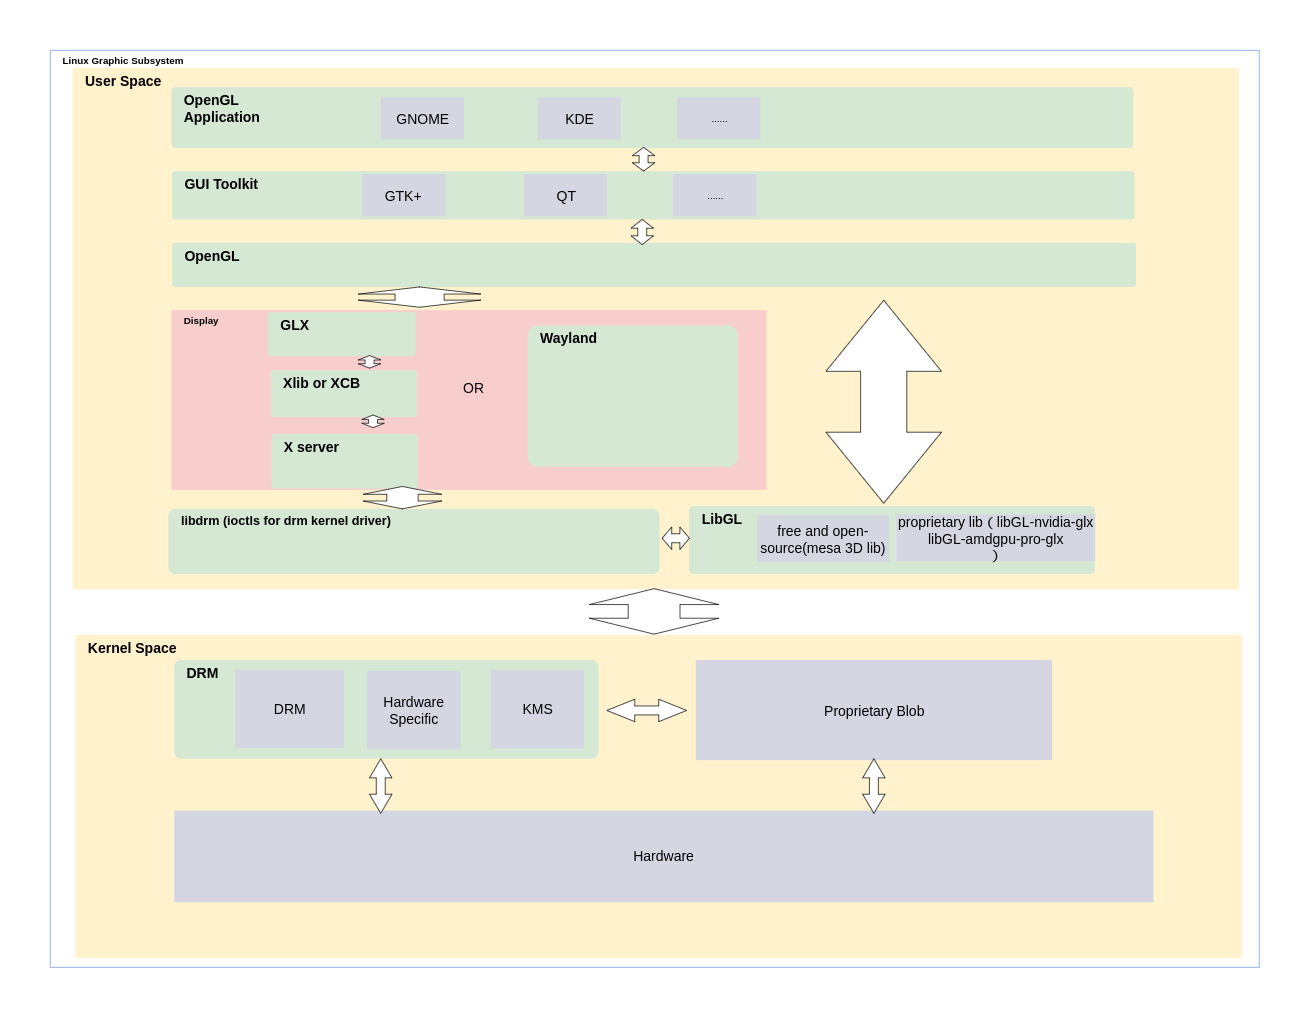 Linux Graphic Subsystem
User Space
OpenGL
Application
GNOME
KDE
......
GUI Toolkit
GTK+
QT
......
OpenGL
Display
GLX
Xlib or XCB
X server
OR
Wayland
libdrm (ioctls for drm kernel driver)
LibGL
free and open-
source(mesa 3D lib)
proprietary lib（libGL-nvidia-glx
libGL-amdgpu-pro-glx
）
Kernel Space
DRM
DRM
Hardware
Specific
KMS
Proprietary Blob
Hardware